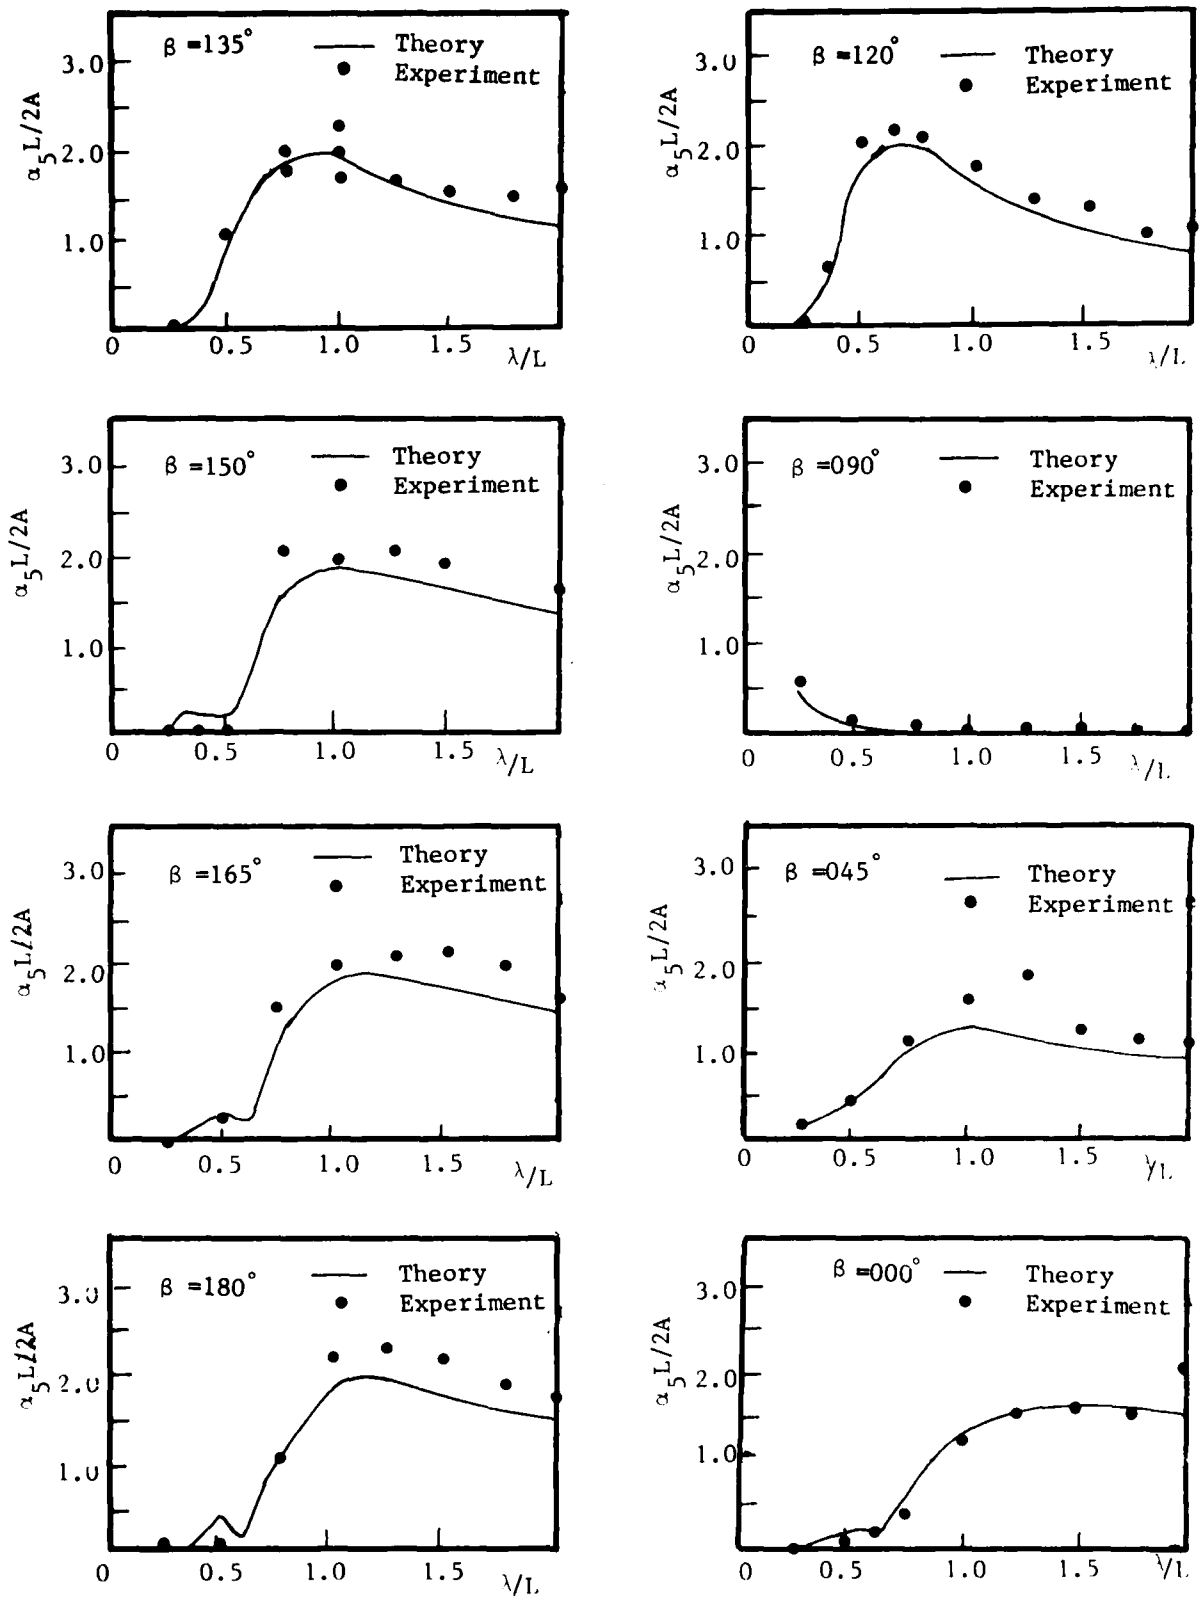 β =135° Theory
Experiment
3.0
2.0
1.0
α5L/2A
0 0.5 1.0 1.5 λ/L
β =120° Theory
Experiment
3.0
2.0
1.0
α5L/2A
0 0.5 1.0 1.5 λ/L
β =150° Theory
Experiment
3.0
2.0
1.0
α5L/2A
0 0.5 1.0 1.5 λ/L
β =090° Theory
Experiment
3.0
2.0
1.0
α5L/2A
0 0.5 1.0 1.5 λ/L
β =165° Theory
Experiment
3.0
2.0
1.0
α5L/2A
0 0.5 1.0 1.5 λ/L
β =045° Theory
Experiment
3.0
2.0
1.0
α5L/2A
0 0.5 1.0 1.5 λ/L
β =180° Theory
Experiment
3.0
2.0
1.0
α5L/2A
0 0.5 1.0 1.5 λ/L
β =000° Theory
Experiment
3.0
2.0
1.0
α5L/2A
0 0.5 1.0 1.5 λ/L